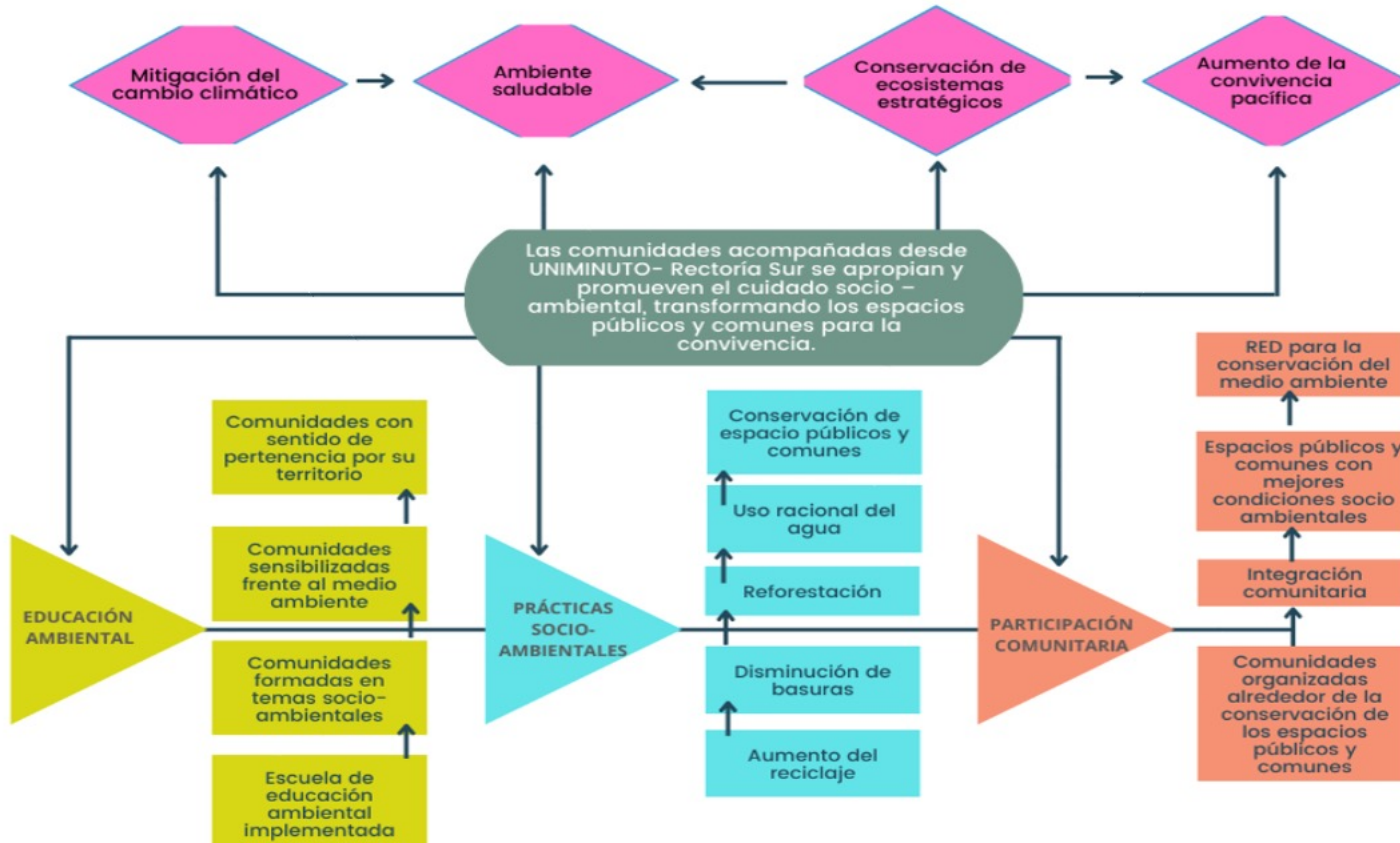 Mitigación del
cambio climático
Ambiente
saludable
Conservación de
ecosistemas
estratégicos
Aumento de la
convivencia
pacífica
Las comunidades acompañadas desde
UNIMINUTO- Rectoría Sur se apropian y
promueven el cuidado socio –
ambiental, transformando los espacios
públicos y comunes para la
convivencia.
EDUCACIÓN
AMBIENTAL
Comunidades con
sentido de
pertenencia por su
territorio
Comunidades
sensibilizadas
frente al medio
ambiente
Comunidades
formadas en
temas socio-
ambientales
Escuela de
educación
ambiental
implementada
PRÁCTICAS
SOCIO-
AMBIENTALES
Conservación de
espacio públicos y
comunes
Uso racional del
agua
Reforestación
Disminución de
basuras
Aumento del
reciclaje
PARTICIPACIÓN
COMUNITARIA
RED para la
conservación del
medio ambiente
Espacios públicos y
comunes con
mejores
condiciones socio
ambientales
Integración
comunitaria
Comunidades
organizadas
alrededor de la
conservación de
los espacios
públicos y
comunes